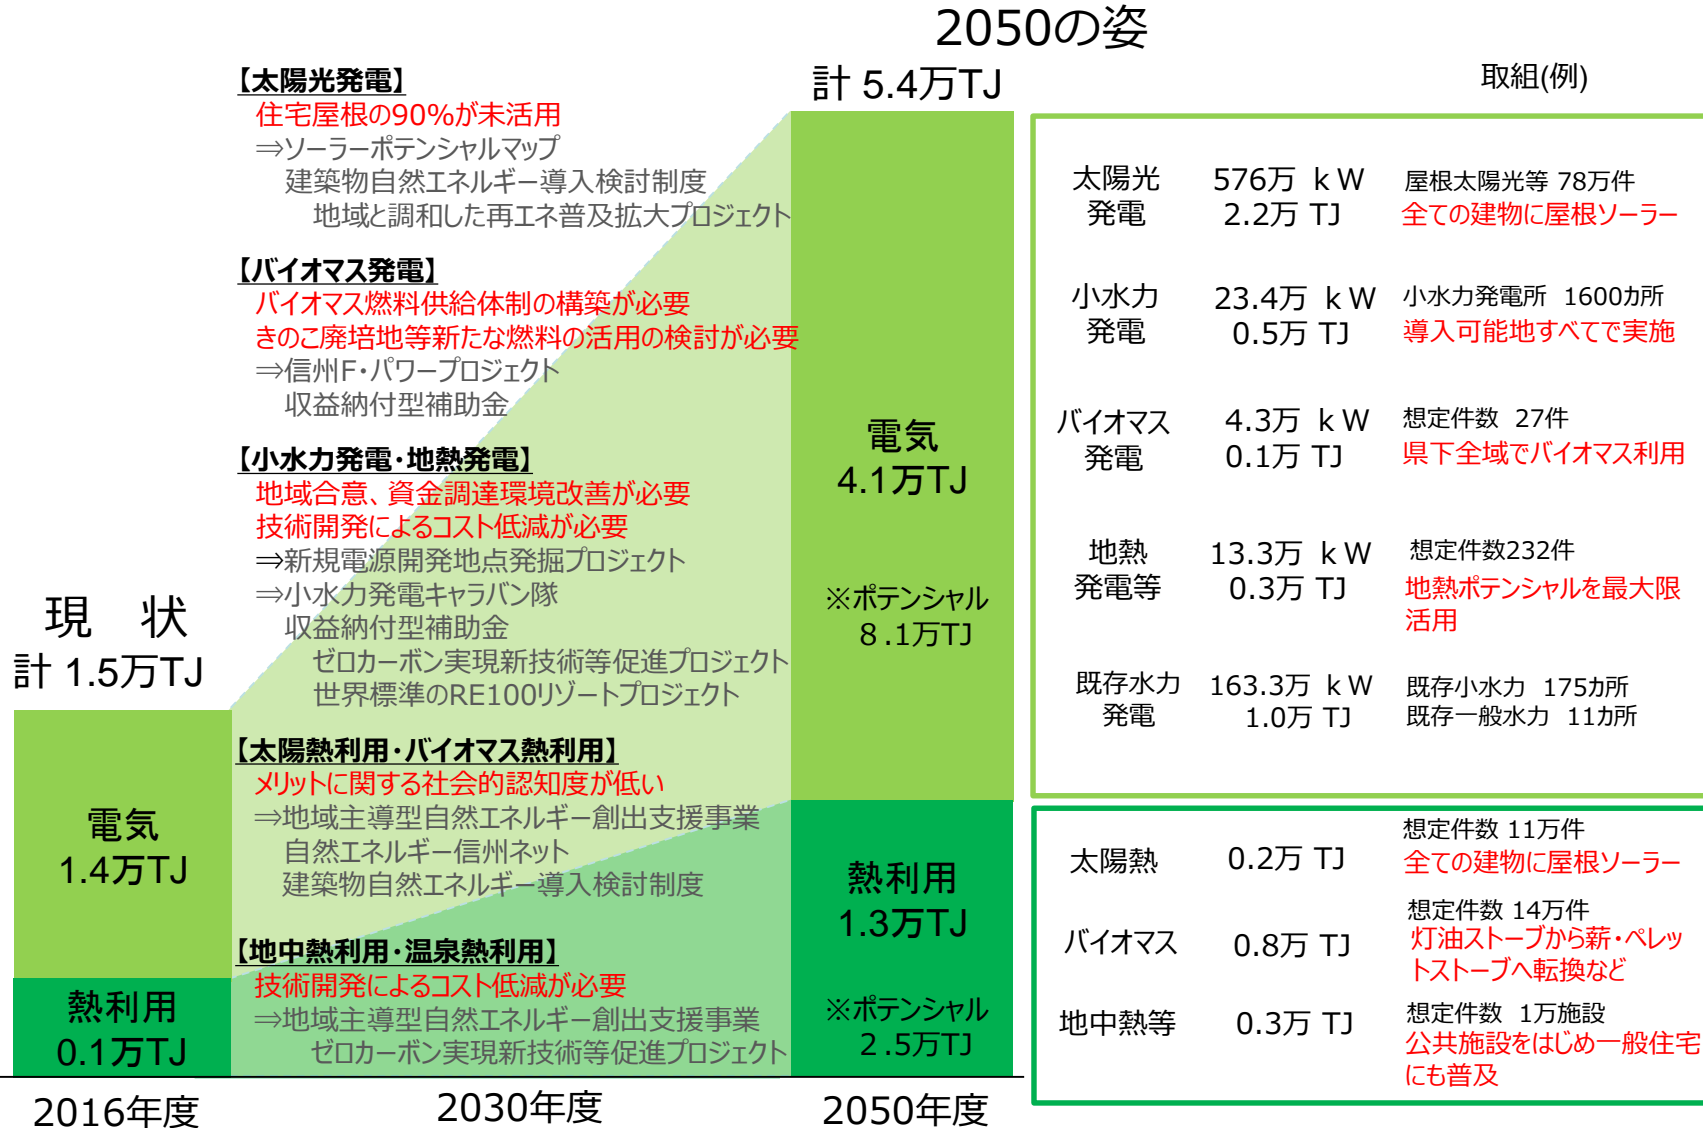 2050の姿
計 5.4万TJ
取組(例)
【太陽光発電】
住宅屋根の90%が未活用
⇒ソーラーポテンシャルマップ
建築物自然エネルギー導入検討制度
地域と調和した再エネ普及拡大プロジェクト
【バイオマス発電】
バイオマス燃料供給体制の構築が必要
きのこ廃培地等新たな燃料の活用の検討が必要
⇒信州F・パワープロジェクト
収益納付型補助金
【小水力発電・地熱発電】
地域合意、資金調達環境改善が必要
技術開発によるコスト低減が必要
⇒新規電源開発地点発掘プロジェクト
⇒小水力発電キャラバン隊
収益納付型補助金
ゼロカーボン実現新技術等促進プロジェクト
世界標準のRE100リゾートプロジェクト
【太陽熱利用・バイオマス熱利用】
メリットに関する社会的認知度が低い
⇒地域主導型自然エネルギー創出支援事業
自然エネルギー信州ネット
建築物自然エネルギー導入検討制度
【地中熱利用・温泉熱利用】
技術開発によるコスト低減が必要
⇒地域主導型自然エネルギー創出支援事業
ゼロカーボン実現新技術等促進プロジェクト
現 状
計 1.5万TJ
電気
1.4万TJ
熱利用
0.1万TJ
電気
4.1万TJ
※ポテンシャル
８.1万TJ
熱利用
1.3万TJ
※ポテンシャル
２.5万TJ
太陽光 576万 ｋW 屋根太陽光等 78万件
発電 2.2万 TJ 全ての建物に屋根ソーラー
小水力 23.4万 ｋW 小水力発電所 1600カ所
発電 0.5万 TJ 導入可能地すべてで実施
バイオマス 4.3万 ｋW 想定件数 27件
発電 0.1万 TJ 県下全域でバイオマス利用
地熱 13.3万 ｋW 想定件数232件
発電等 0.3万 TJ 地熱ポテンシャルを最大限
活用
既存水力 163.3万 ｋW 既存小水力 175カ所
発電 1.0万 TJ 既存一般水力 11カ所
想定件数 11万件
太陽熱 0.2万 TJ 全ての建物に屋根ソーラー
想定件数 14万件
バイオマス 0.8万 TJ 灯油ストーブから薪・ペレッ
トストーブへ転換など
地中熱等 0.3万 TJ 想定件数 1万施設
公共施設をはじめ一般住宅
にも普及
2016年度
2030年度
2050年度